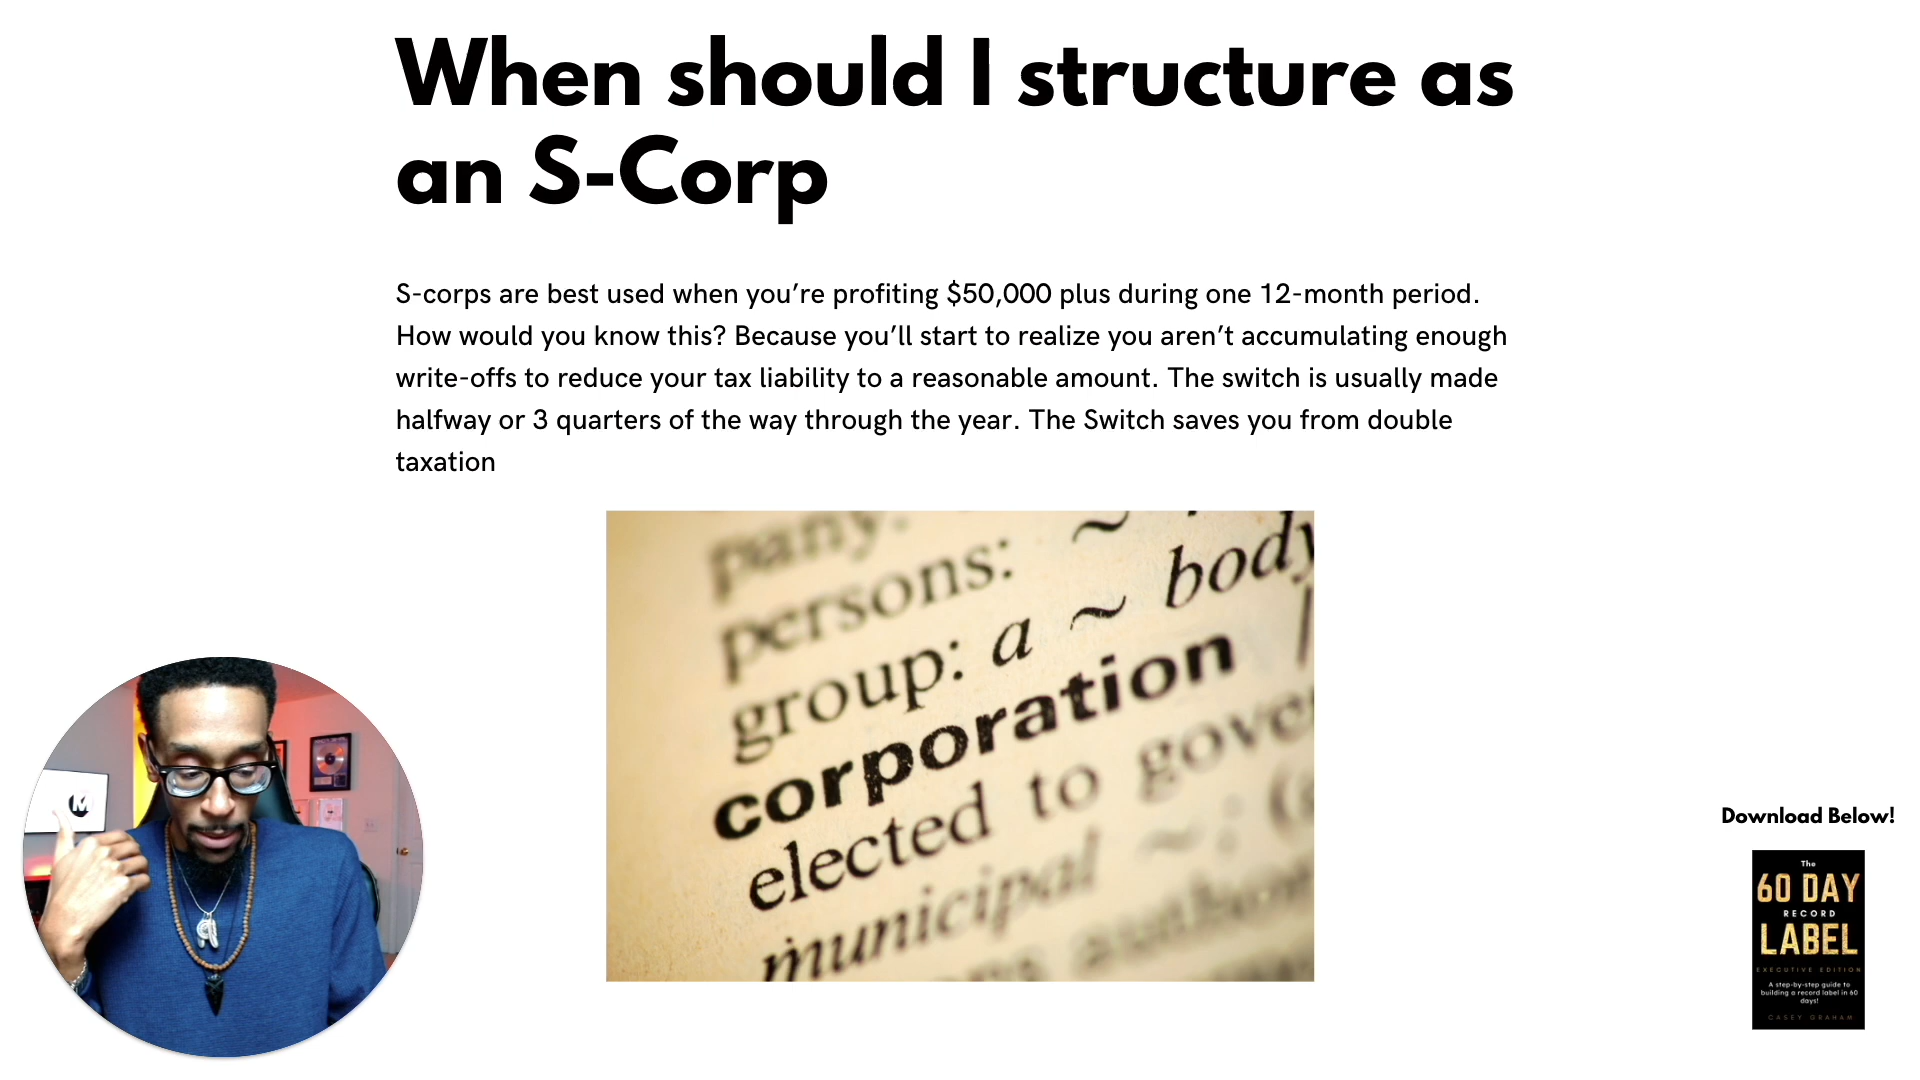 When should I structure as
an S-Corp
S-corps are best used when you’re profiting $50,000 plus during one 12-month period.
How would you know this? Because you’ll start to realize you aren’t accumulating enough
write-offs to reduce your tax liability to a reasonable amount. The switch is usually made
halfway or 3 quarters of the way through the year. The Switch saves you from double
taxation
pany.
persons: ~
group: a ~ body
corporation
elected to gover
municipal ~; (s
M
Download Below!
The
60 DAY
RECORD
LABEL
EXECUTIVE EDITION
A step-by-step guide to
building a record label in 60
days!
CASEY GRAHAM